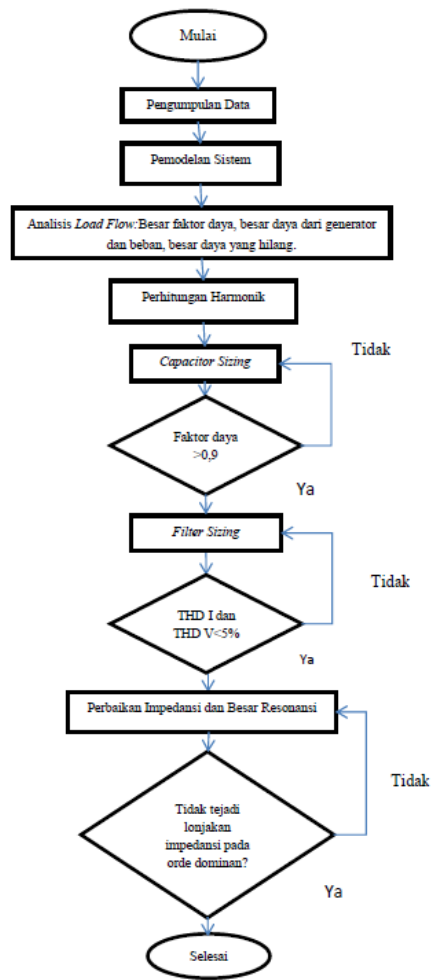 Mulai
Pengumpulan Data
Pemodelan Sistem
Analisis Load Flow:Besar faktor daya, besar daya dari generator
dan beban, besar daya yang hilang.
Perhitungan Harmonik
Capacitor Sizing
Tidak
Faktor daya
>0,9
Ya
Filter Sizing
Tidak
THD I dan
THD V<5%
Ya
Perbaikan Impedansi dan Besar Resonansi
Tidak
Tidak tejadi
lonjakan
impedansi pada
orde dominan?
Ya
Selesai